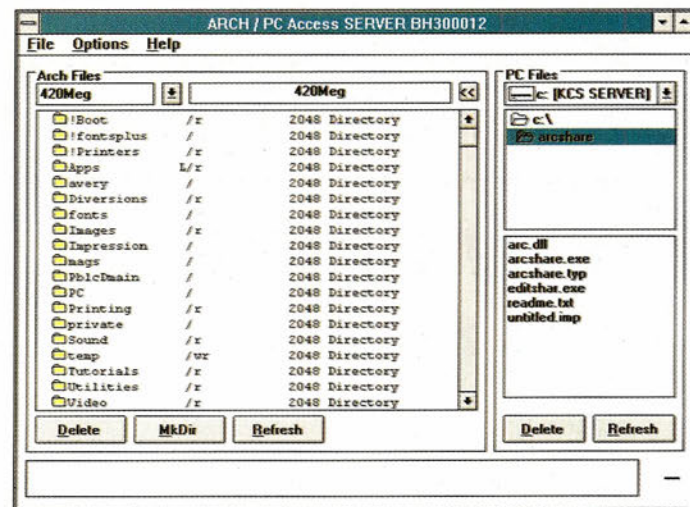 ARCH / PC Access SERVER BH300012
File Options Help
Arch Files
420Meg 420Meg <<
!Boot /r 2048 Directory
!fontsplus / 2048 Directory
!Printers /r 2048 Directory
Apps L/r 2048 Directory
avery / 2048 Directory
Diversions /r 2048 Directory
fonts / 2048 Directory
Images /r 2048 Directory
Impression / 2048 Directory
mags / 2048 Directory
PblcDmain / 2048 Directory
PC / 2048 Directory
Printing /r 2048 Directory
private / 2048 Directory
Sound /r 2048 Directory
temp /wr 2048 Directory
Tutorials /r 2048 Directory
Utilities /r 2048 Directory
Video /r 2048 Directory
Delete MkDir Refresh
PC Files
c: [KCS SERVER]
c:\
arcshare
arc.dll
arcshare.exe
arcshare.typ
editshar.exe
readme.txt
untitled.imp
Delete Refresh